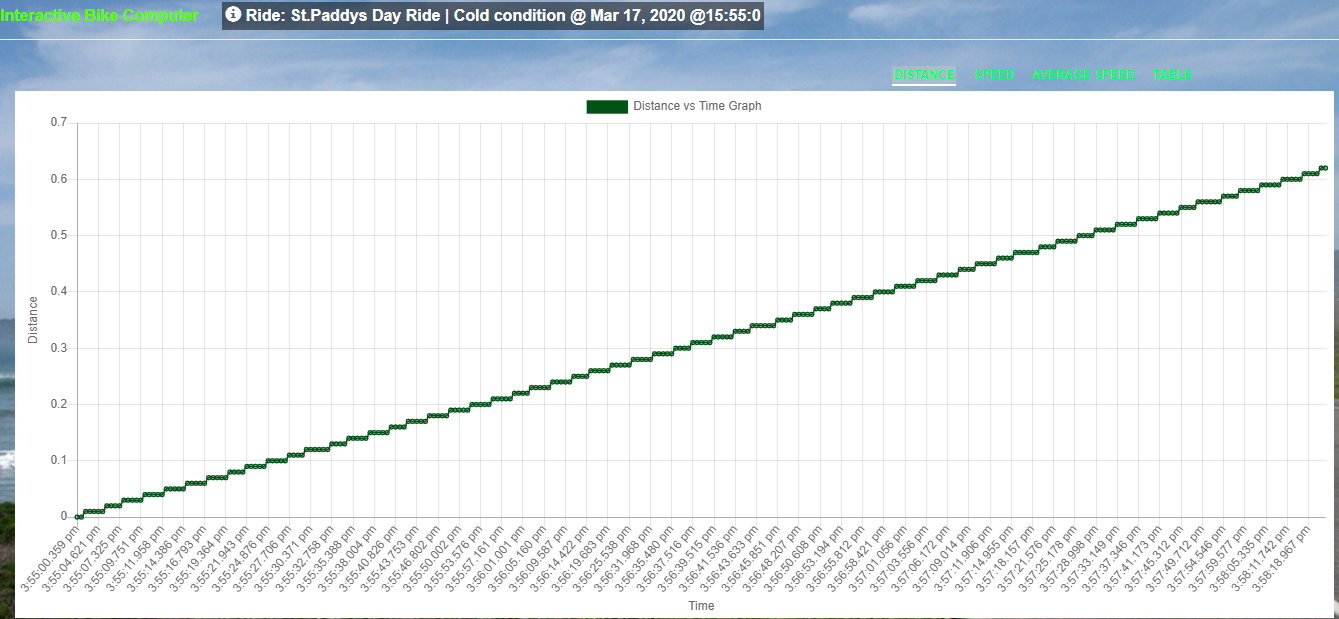 Interactive Bike Computer
Ride: St.Paddys Day Ride | Cold condition @ Mar 17, 2020 @15:55:0
DISTANCE SPEED AVERAGE SPEED TABLE
Distance vs Time Graph
0.7
0.6
0.5
0.4
0.3
0.2
0.1
0
Distance
3:55:00.359 pm
3:55:04.621 pm
3:55:07.325 pm
3:55:09.751 pm
3:55:11.958 pm
3:55:14.386 pm
3:55:16.793 pm
3:55:19.364 pm
3:55:21.943 pm
3:55:24.876 pm
3:55:27.706 pm
3:55:30.371 pm
3:55:32.758 pm
3:55:35.388 pm
3:55:38.004 pm
3:55:40.826 pm
3:55:43.753 pm
3:55:46.802 pm
3:55:50.002 pm
3:55:53.576 pm
3:55:57.161 pm
3:56:01.001 pm
3:56:05.160 pm
3:56:09.587 pm
3:56:14.422 pm
3:56:19.683 pm
3:56:25.538 pm
3:56:31.968 pm
3:56:35.480 pm
3:56:37.516 pm
3:56:39.515 pm
3:56:41.536 pm
3:56:43.633 pm
3:56:45.851 pm
3:56:48.207 pm
3:56:50.608 pm
3:56:53.194 pm
3:56:55.812 pm
3:56:58.421 pm
3:57:01.056 pm
3:57:03.556 pm
3:57:06.172 pm
3:57:09.014 pm
3:57:11.906 pm
3:57:14.955 pm
3:57:18.157 pm
3:57:21.576 pm
3:57:25.178 pm
3:57:28.998 pm
3:57:33.149 pm
3:57:37.346 pm
3:57:41.173 pm
3:57:45.312 pm
3:57:49.712 pm
3:57:54.546 pm
3:57:59.577 pm
3:58:05.335 pm
3:58:11.742 pm
3:58:18.967 pm
Time